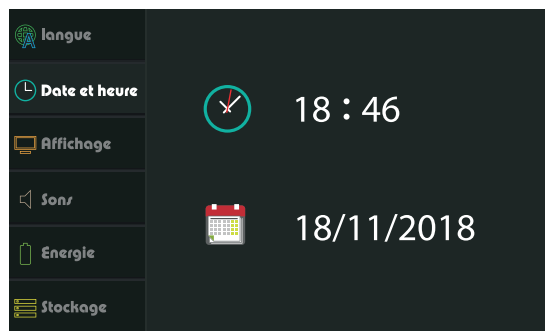 langue
Date et heure
Affichage
Sons
Energie
Stockage
18 : 46
18/11/2018